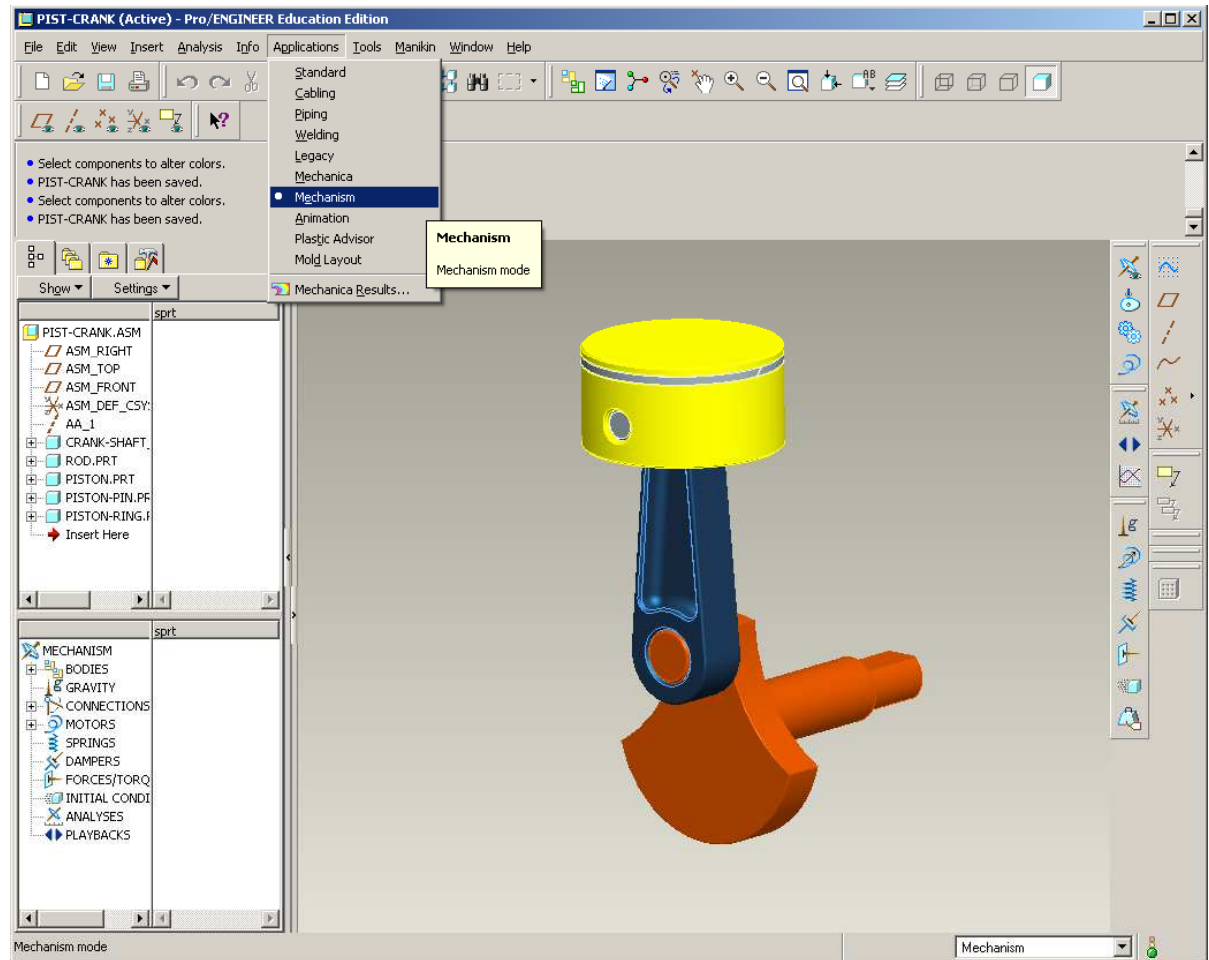 PIST-CRANK (Active) - Pro/ENGINEER Education Edition
File Edit View Insert Analysis Info Applications Tools Manikin Window Help
Standard
Cabling
Piping
Welding
Legacy
Mechanica
Mechanism
Animation
Plastic Advisor
Mold Layout
Mechanica Results...
Mechanism
Mechanism mode
Select components to alter colors.
PIST-CRANK has been saved.
Select components to alter colors.
PIST-CRANK has been saved.
Show Settings
sprt
PIST-CRANK.ASM
ASM_RIGHT
ASM_TOP
ASM_FRONT
ASM_DEF_CSY:
AA_1
CRANK-SHAFT_
ROD.PRT
PISTON.PRT
PISTON-PIN.PR
PISTON-RING.F
Insert Here
sprt
MECHANISM
BODIES
GRAVITY
CONNECTIONS
MOTORS
SPRINGS
DAMPERS
FORCES/TORQ
INITIAL CONDI
ANALYSES
PLAYBACKS
Mechanism mode
Mechanism